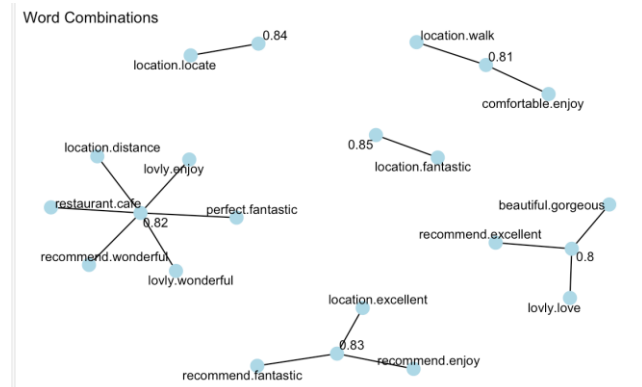 Word Combinations
0.84
location.locate
location.walk
0.81
comfortable.enjoy
0.85
location.fantastic
location.distance
lovly.enjoy
restaurant.cafe
perfect.fantastic
0.82
recommend.wonderful
lovly.wonderful
beautiful.gorgeous
recommend.excellent
0.8
lovly.love
location.excellent
0.83
recommend.enjoy
recommend.fantastic